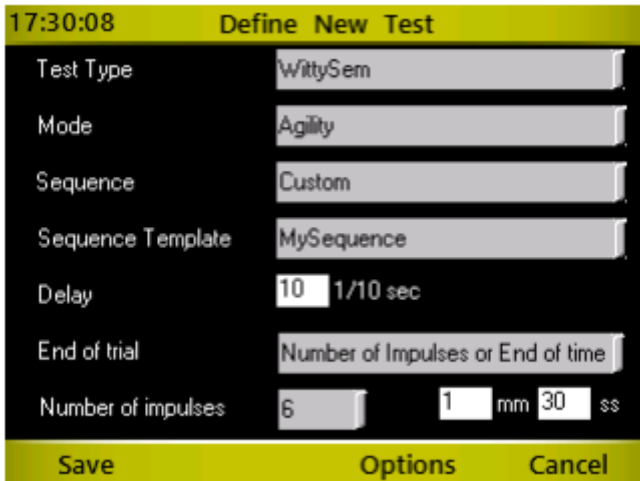 17:30:08 Define New Test
Test Type WittySem
Mode Agility
Sequence Custom
Sequence Template MySequence
Delay 10 1/10 sec
End of trial Number of Impulses or End of time
Number of impulses 6 1 mm 30 ss
Save Options Cancel